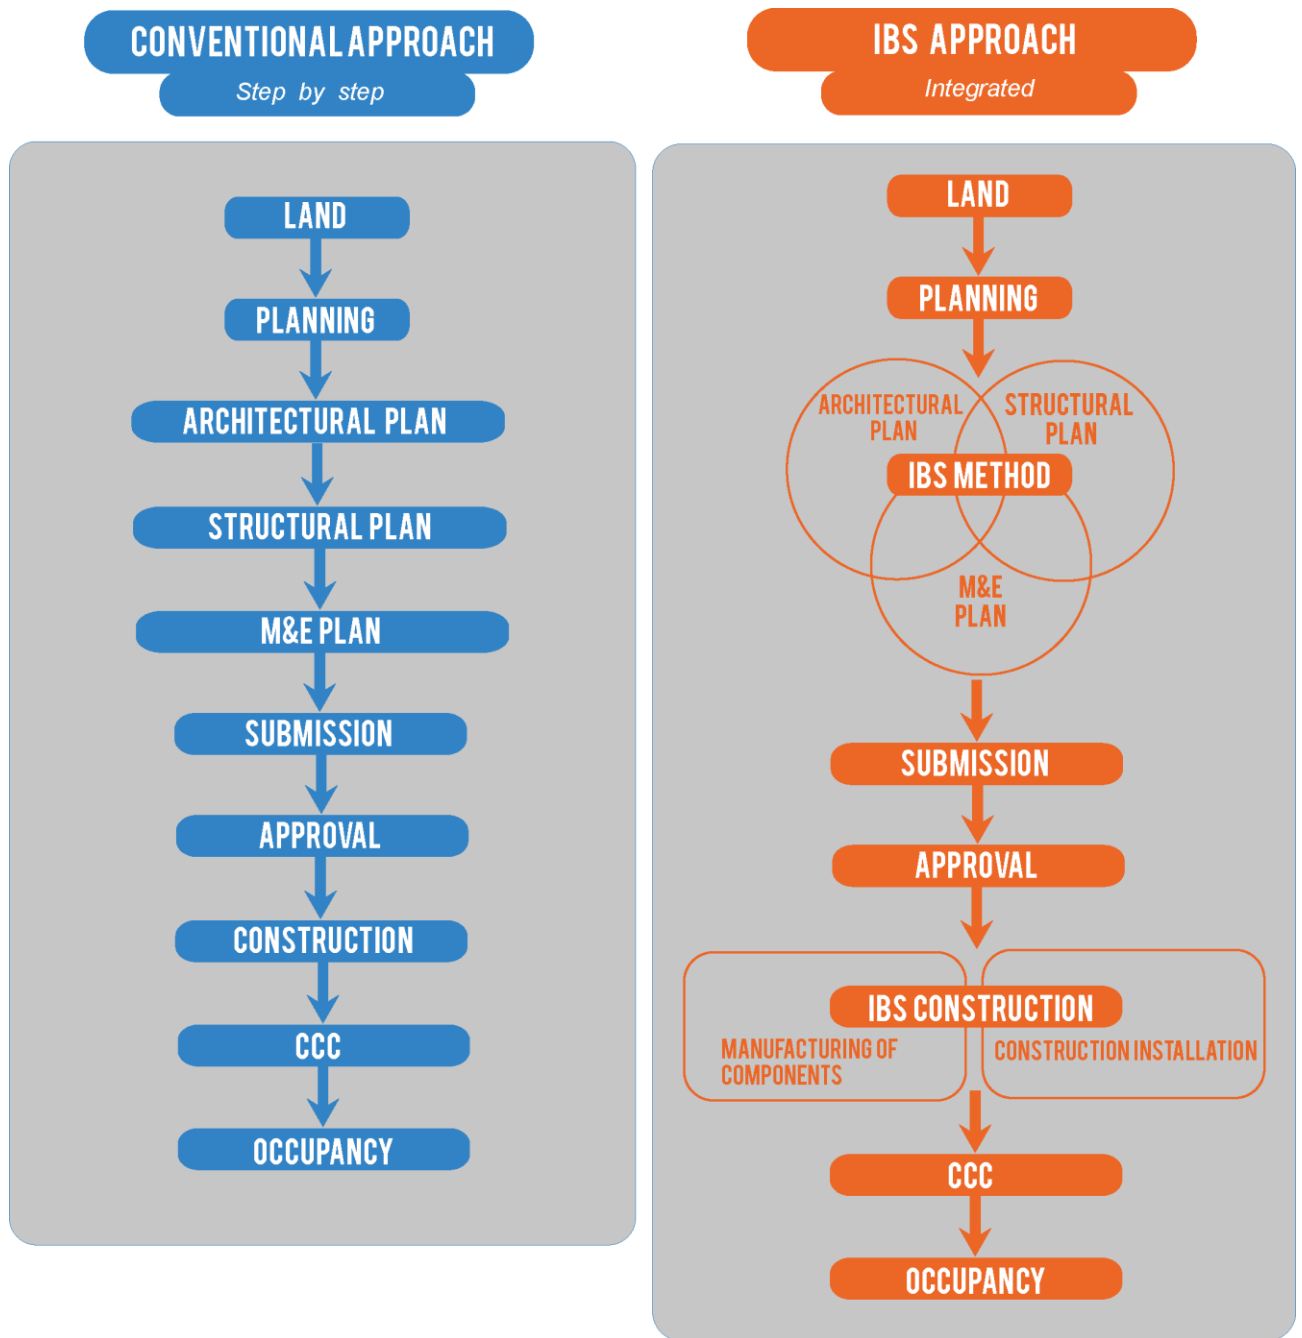 CONVENTIONAL APPROACH
Step by step
LAND
PLANNING
ARCHITECTURAL PLAN
STRUCTURAL PLAN
M&E PLAN
SUBMISSION
APPROVAL
CONSTRUCTION
CCC
OCCUPANCY
IBS APPROACH
Integrated
LAND
PLANNING
ARCHITECTURAL
PLAN
STRUCTURAL
PLAN
IBS METHOD
M&E
PLAN
SUBMISSION
APPROVAL
IBS CONSTRUCTION
MANUFACTURING OF
COMPONENTS
CONSTRUCTION INSTALLATION
CCC
OCCUPANCY